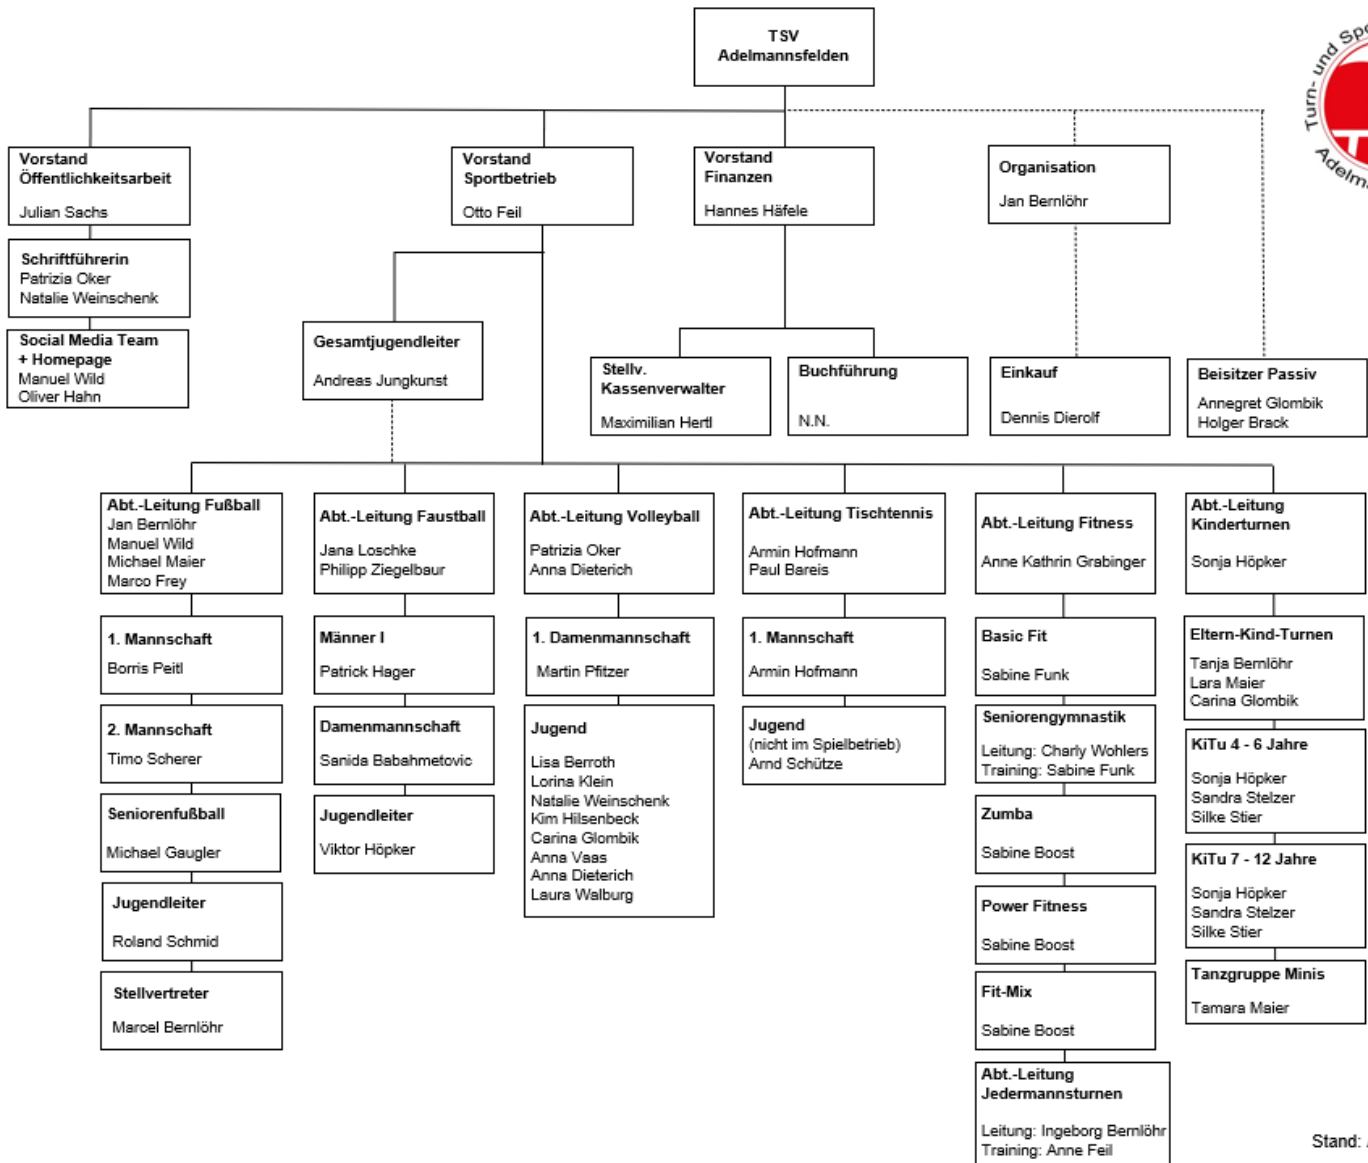 TSV
Adelmannsfelden
Turn- und
Vorstand
Öffentlichkeitsarbeit
Julian Sachs
Vorstand
Sportbetrieb
Otto Feil
Vorstand
Finanzen
Hannes Häfele
Organisation
Jan Bernlöhr
Schriftführerin
Patrizia Oker
Natalie Weinschenk
Social Media Team
+ Homepage
Manuel Wild
Oliver Hahn
Gesamtjugendleiter
Andreas Jungkunst
Stellv.
Kassenverwalter
Maximilian Hertl
Buchführung
N.N.
Einkauf
Dennis Dierolf
Beisitzer Passiv
Annegret Glombik
Holger Brack
Abt.-Leitung Fußball
Jan Bernlöhr
Manuel Wild
Michael Maier
Marco Frey
Abt.-Leitung Faustball
Jana Loschke
Philipp Ziegelbaur
Abt.-Leitung Volleyball
Patrizia Oker
Anna Dieterich
Abt.-Leitung Tischtennis
Armin Hofmann
Paul Bareis
Abt.-Leitung Fitness
Anne Kathrin Grabinger
Abt.-Leitung
Kinderturnen
Sonja Höpker
1. Mannschaft
Borris Peitl
Männer I
Patrick Hager
1. Damenmannschaft
Martin Pfitzer
1. Mannschaft
Armin Hofmann
Basic Fit
Sabine Funk
Eltern-Kind-Turnen
Tanja Bernlöhr
Lara Maier
Carina Glombik
2. Mannschaft
Timo Scherer
Damenmannschaft
Sanida Babahmetovic
Jugend
Lisa Berroth
Lorina Klein
Natalie Weinschenk
Kim Hilsenbeck
Carina Glombik
Anna Vaas
Anna Dieterich
Laura Walburg
Jugend
(nicht im Spielbetrieb)
Arnd Schütze
Seniorengymnastik
Leitung: Charly Wohlers
Training: Sabine Funk
KiTu 4 - 6 Jahre
Sonja Höpker
Sandra Stelzer
Silke Stier
Seniorenfußball
Michael Gaugler
Jugendleiter
Viktor Höpker
Zumba
Sabine Boost
KiTu 7 - 12 Jahre
Sonja Höpker
Sandra Stelzer
Silke Stier
Jugendleiter
Roland Schmid
Power Fitness
Sabine Boost
Stellvertreter
Marcel Bernlöhr
Fit-Mix
Sabine Boost
Tanzgruppe Minis
Tamara Maier
Abt.-Leitung
Jedermannsturnen
Leitung: Ingeborg Bernlöhr
Training: Anne Feil
Stand: